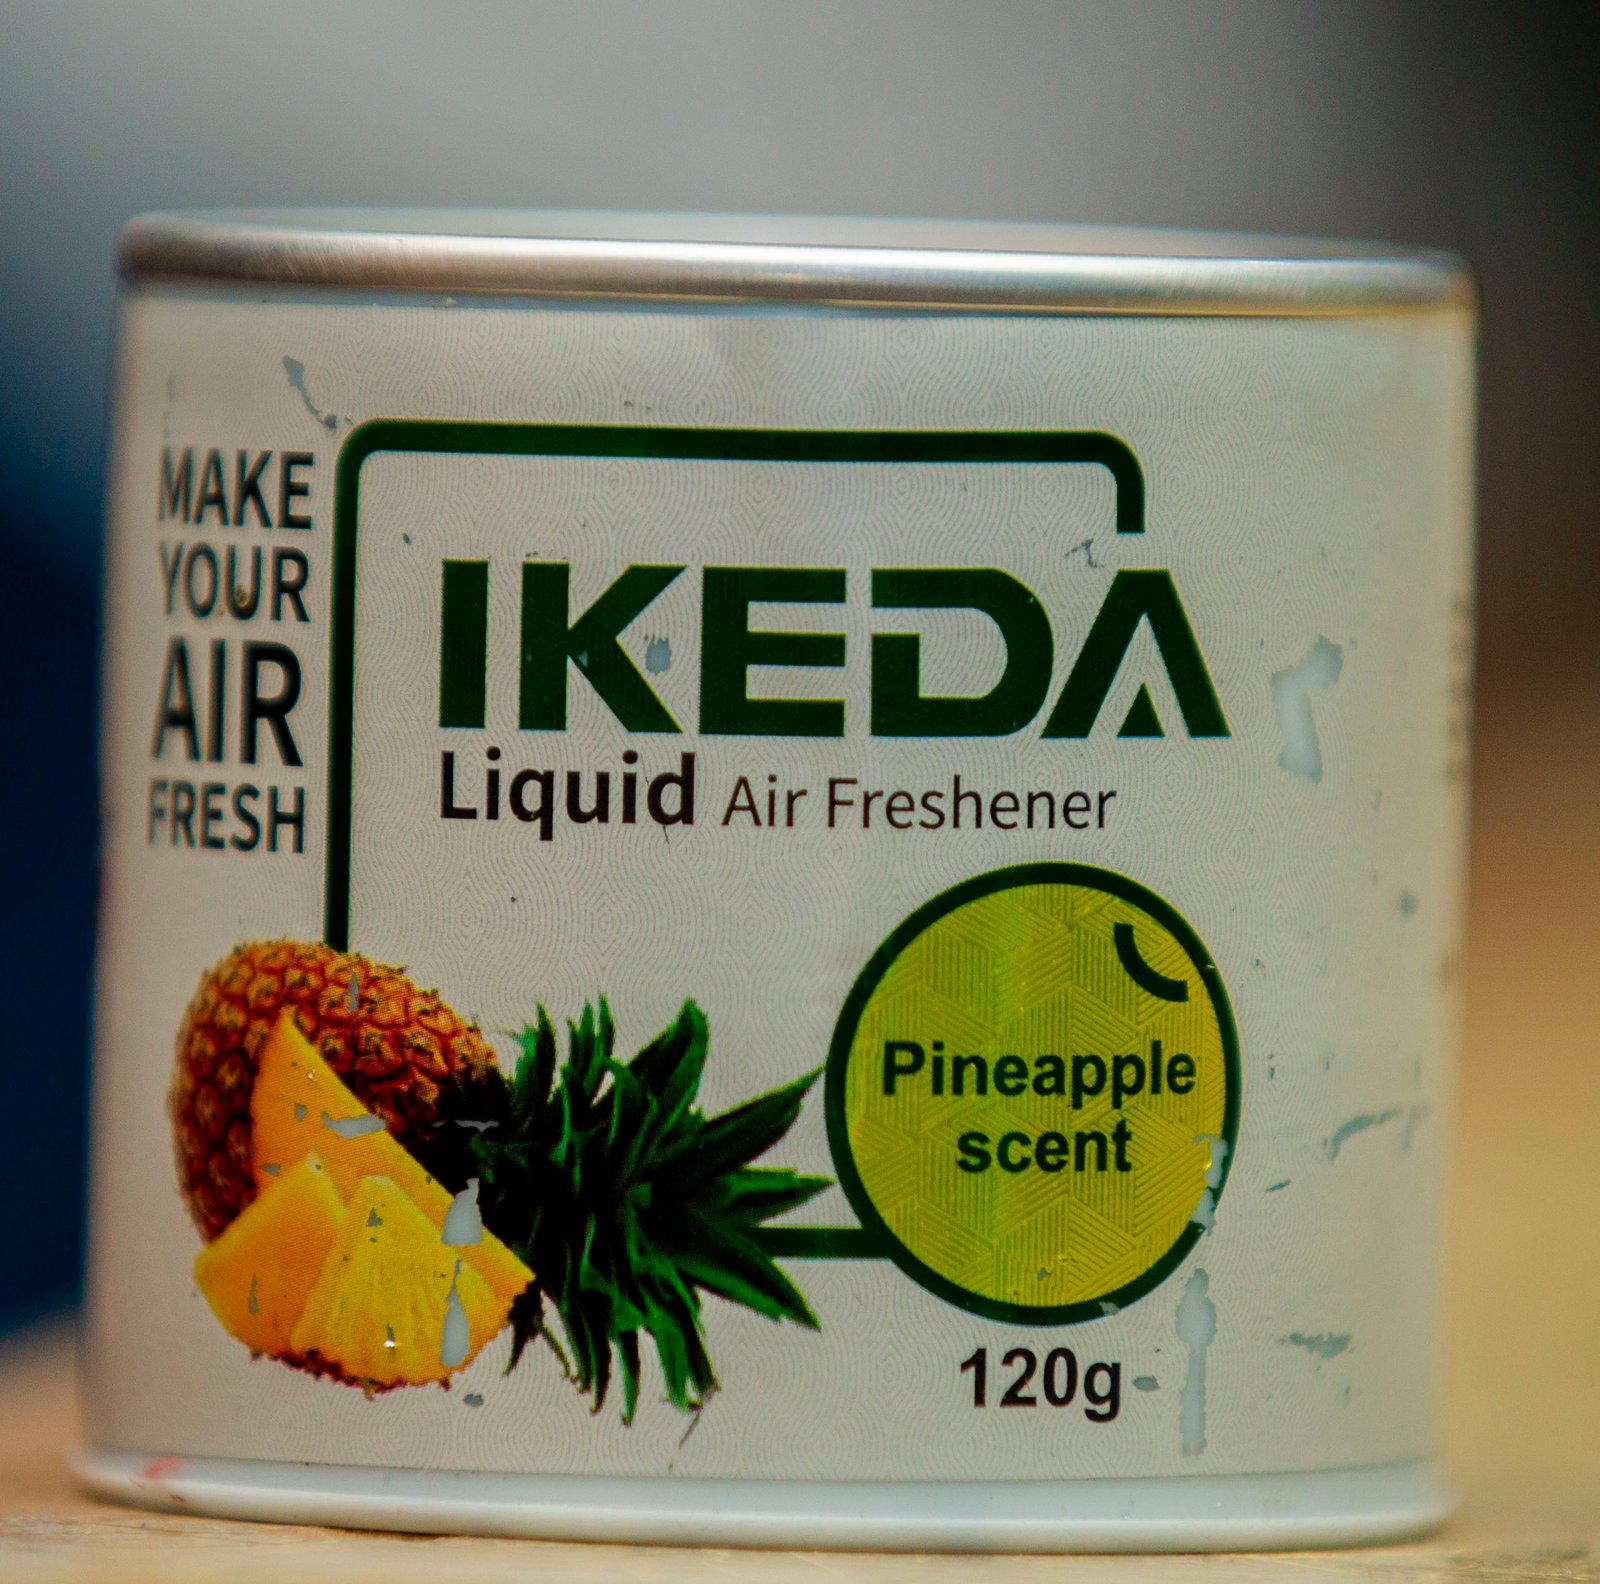 MAKE
YOUR
AIR
FRESH
IKEDA
Liquid Air Freshener
Pineapple
scent
120g